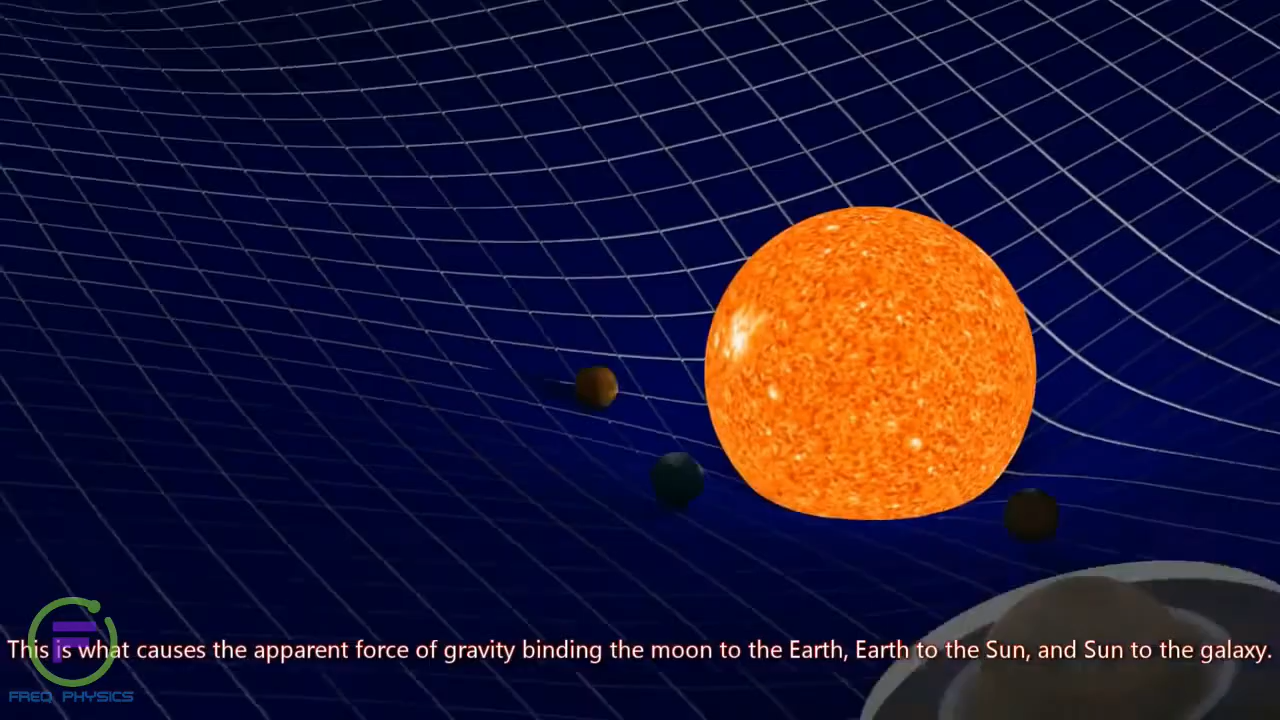 This is what causes the apparent force of gravity binding the moon to the Earth, Earth to the Sun, and Sun to the galaxy.
FREQ PHYSICS